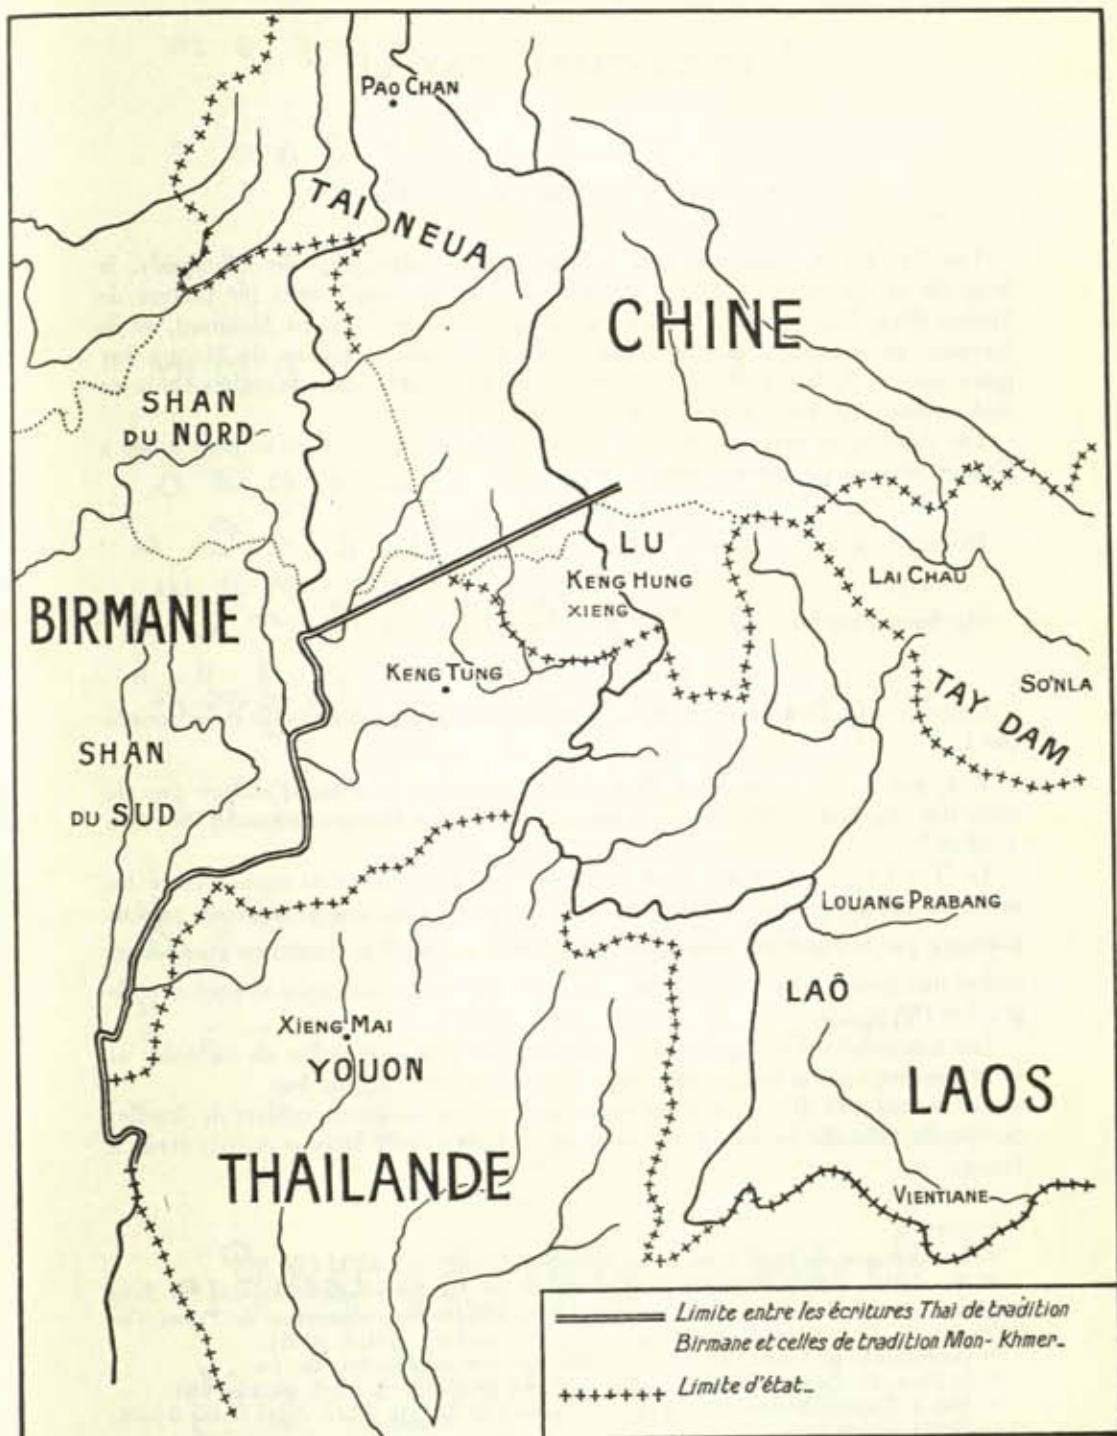 PAO CHAN
TAI NEUA
CHINE
SHAN
DU NORD
LU
KENG HUNG
XIENG
LAI CHAU
BIRMANIE
KENG TUNG
TAY DAM
SO'NLA
SHAN
DU SUD
LOUANG PRABANG
LAÔ
XIENG MAI
YOUON
LAOS
THAILANDE
VIENTIANE
Limite entre les écritures Thai de tradition
Birmane et celles de tradition Mon-Khmer_
Limite d'état_